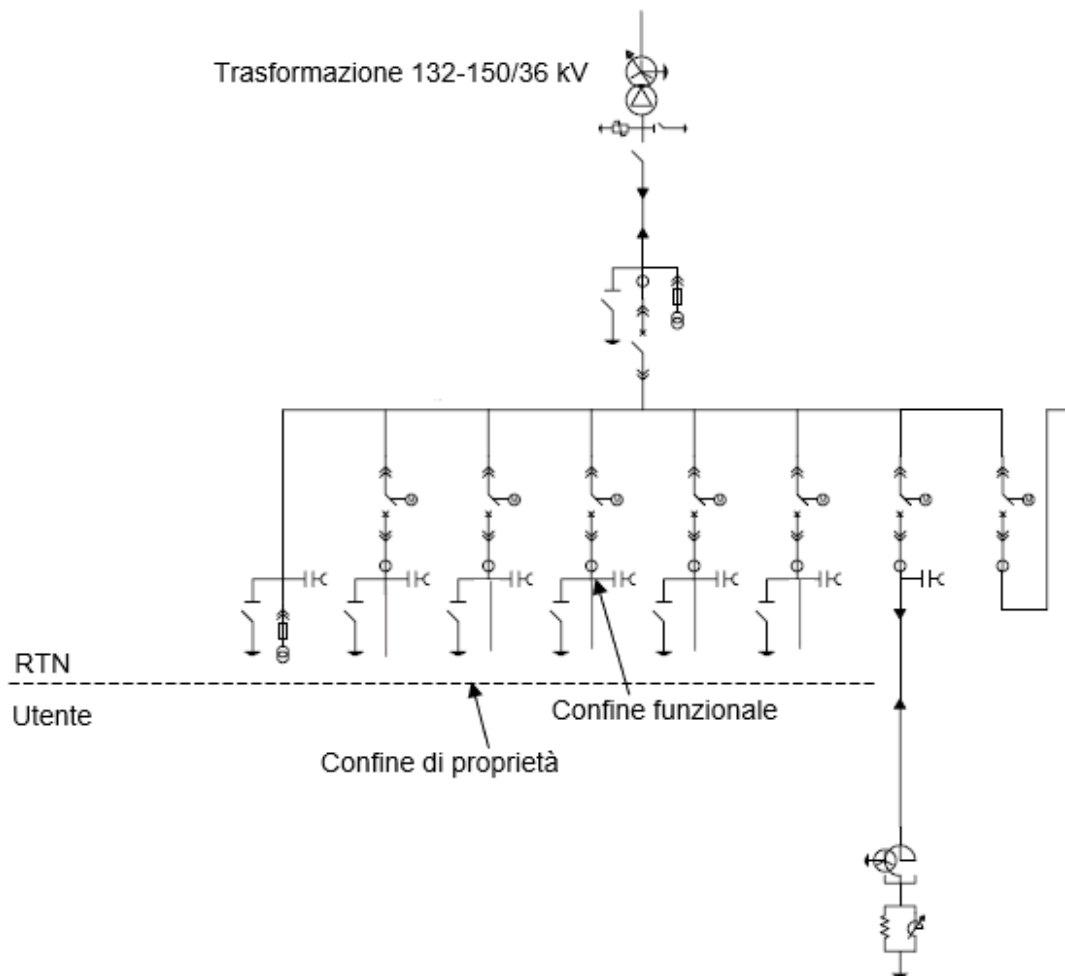 Trasformazione 132-150/36 kV
RTN
Utente
Confine funzionale
Confine di proprietà